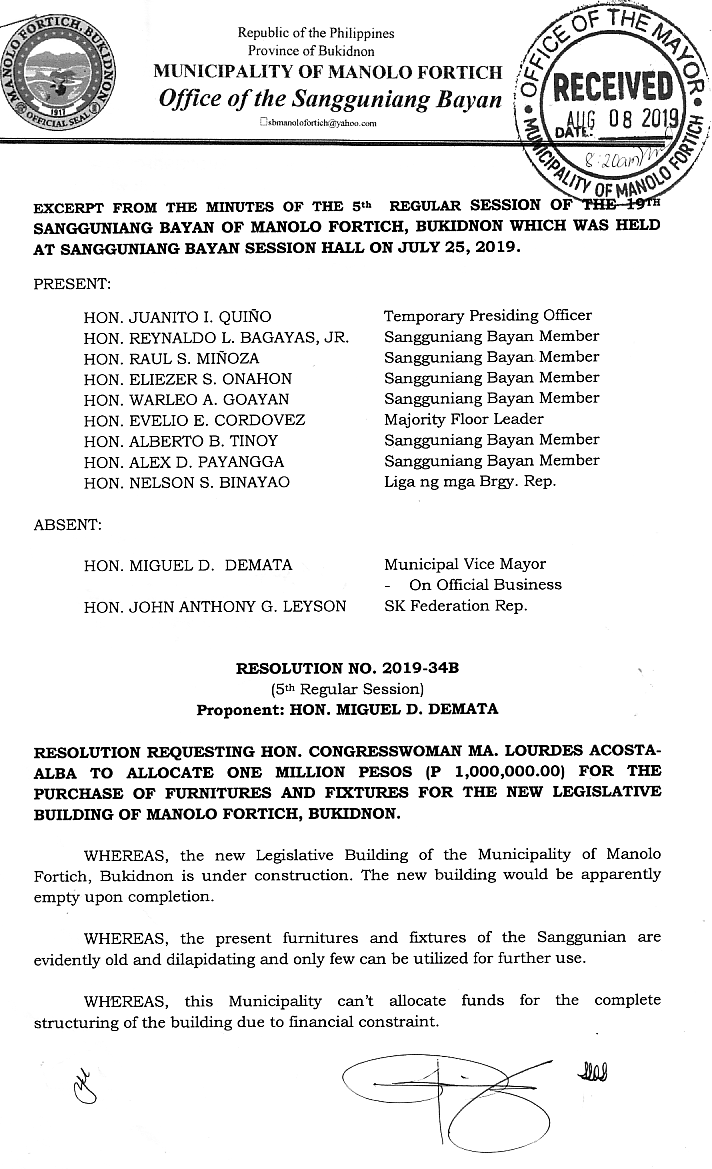 Republic of the Philippines
Province of Bukidnon
MUNICIPALITY OF MANOLO FORTICH
Office of the Sangguniang Bayan
□sbmanolofortich@yahoo.com
MANOLO FORTICH, BUKIDNON
1917
OFFICIAL SEAL
OFFICE OF THE MAYOR
RECEIVED
AUG 08 2019
DATE:
8:20am
MUNICIPALITY OF MANOLO FORTICH
EXCERPT FROM THE MINUTES OF THE 5th REGULAR SESSION OF THE 19TH
SANGGUNIANG BAYAN OF MANOLO FORTICH, BUKIDNON WHICH WAS HELD
AT SANGGUNIANG BAYAN SESSION HALL ON JULY 25, 2019.
PRESENT:
HON. JUANITO I. QUIÑO Temporary Presiding Officer
HON. REYNALDO L. BAGAYAS, JR. Sangguniang Bayan Member
HON. RAUL S. MIÑOZA Sangguniang Bayan Member
HON. ELIEZER S. ONAHON Sangguniang Bayan Member
HON. WARLEO A. GOAYAN Sangguniang Bayan Member
HON. EVELIO E. CORDOVEZ Majority Floor Leader
HON. ALBERTO B. TINOY Sangguniang Bayan Member
HON. ALEX D. PAYANGGA Sangguniang Bayan Member
HON. NELSON S. BINAYAO Liga ng mga Brgy. Rep.
ABSENT:
HON. MIGUEL D. DEMATA Municipal Vice Mayor
- On Official Business
HON. JOHN ANTHONY G. LEYSON SK Federation Rep.
RESOLUTION NO. 2019-34B
(5th Regular Session)
Proponent: HON. MIGUEL D. DEMATA
RESOLUTION REQUESTING HON. CONGRESSWOMAN MA. LOURDES ACOSTA-
ALBA TO ALLOCATE ONE MILLION PESOS (P 1,000,000.00) FOR THE
PURCHASE OF FURNITURES AND FIXTURES FOR THE NEW LEGISLATIVE
BUILDING OF MANOLO FORTICH, BUKIDNON.
WHEREAS, the new Legislative Building of the Municipality of Manolo
Fortich, Bukidnon is under construction. The new building would be apparently
empty upon completion.
WHEREAS, the present furnitures and fixtures of the Sanggunian are
evidently old and dilapidating and only few can be utilized for further use.
WHEREAS, this Municipality can't allocate funds for the complete
structuring of the building due to financial constraint.